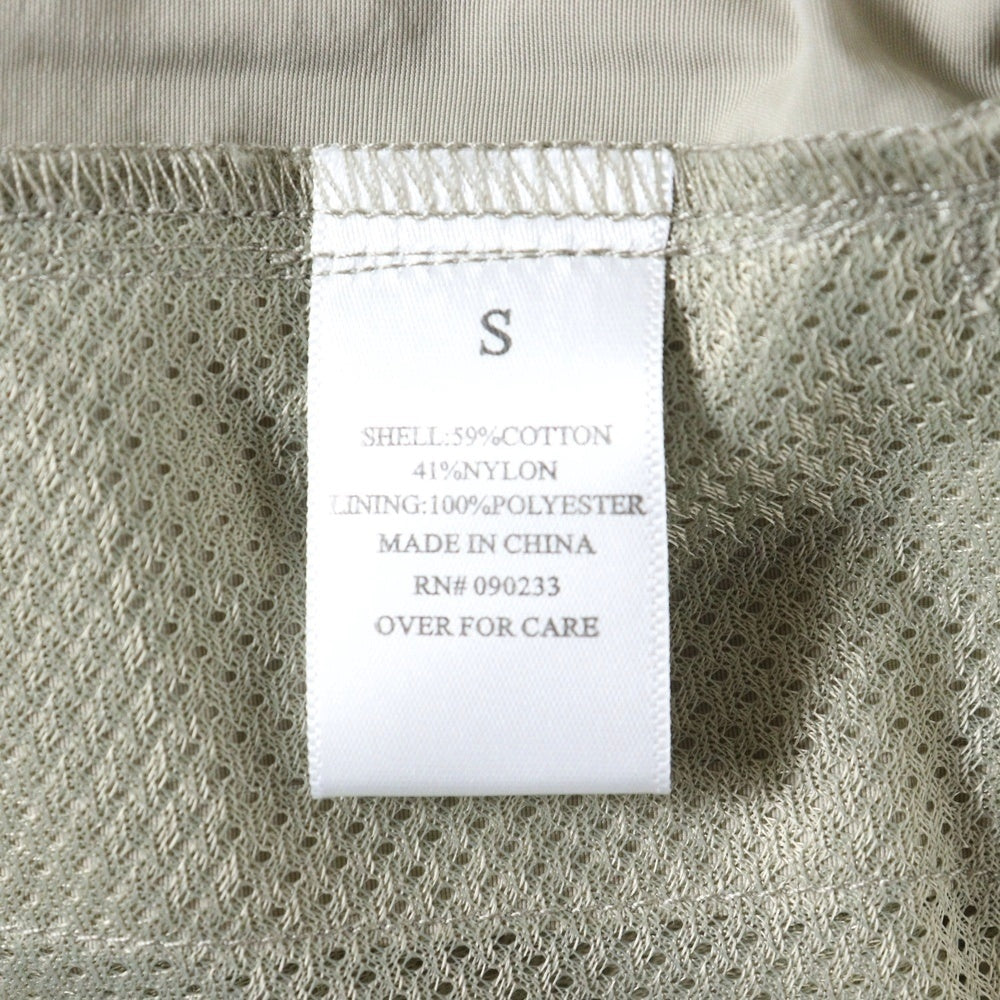 S
SHELL:59%COTTON
41%NYLON
LINING:100%POLYESTER
MADE IN CHINA
RN# 090233
OVER FOR CARE